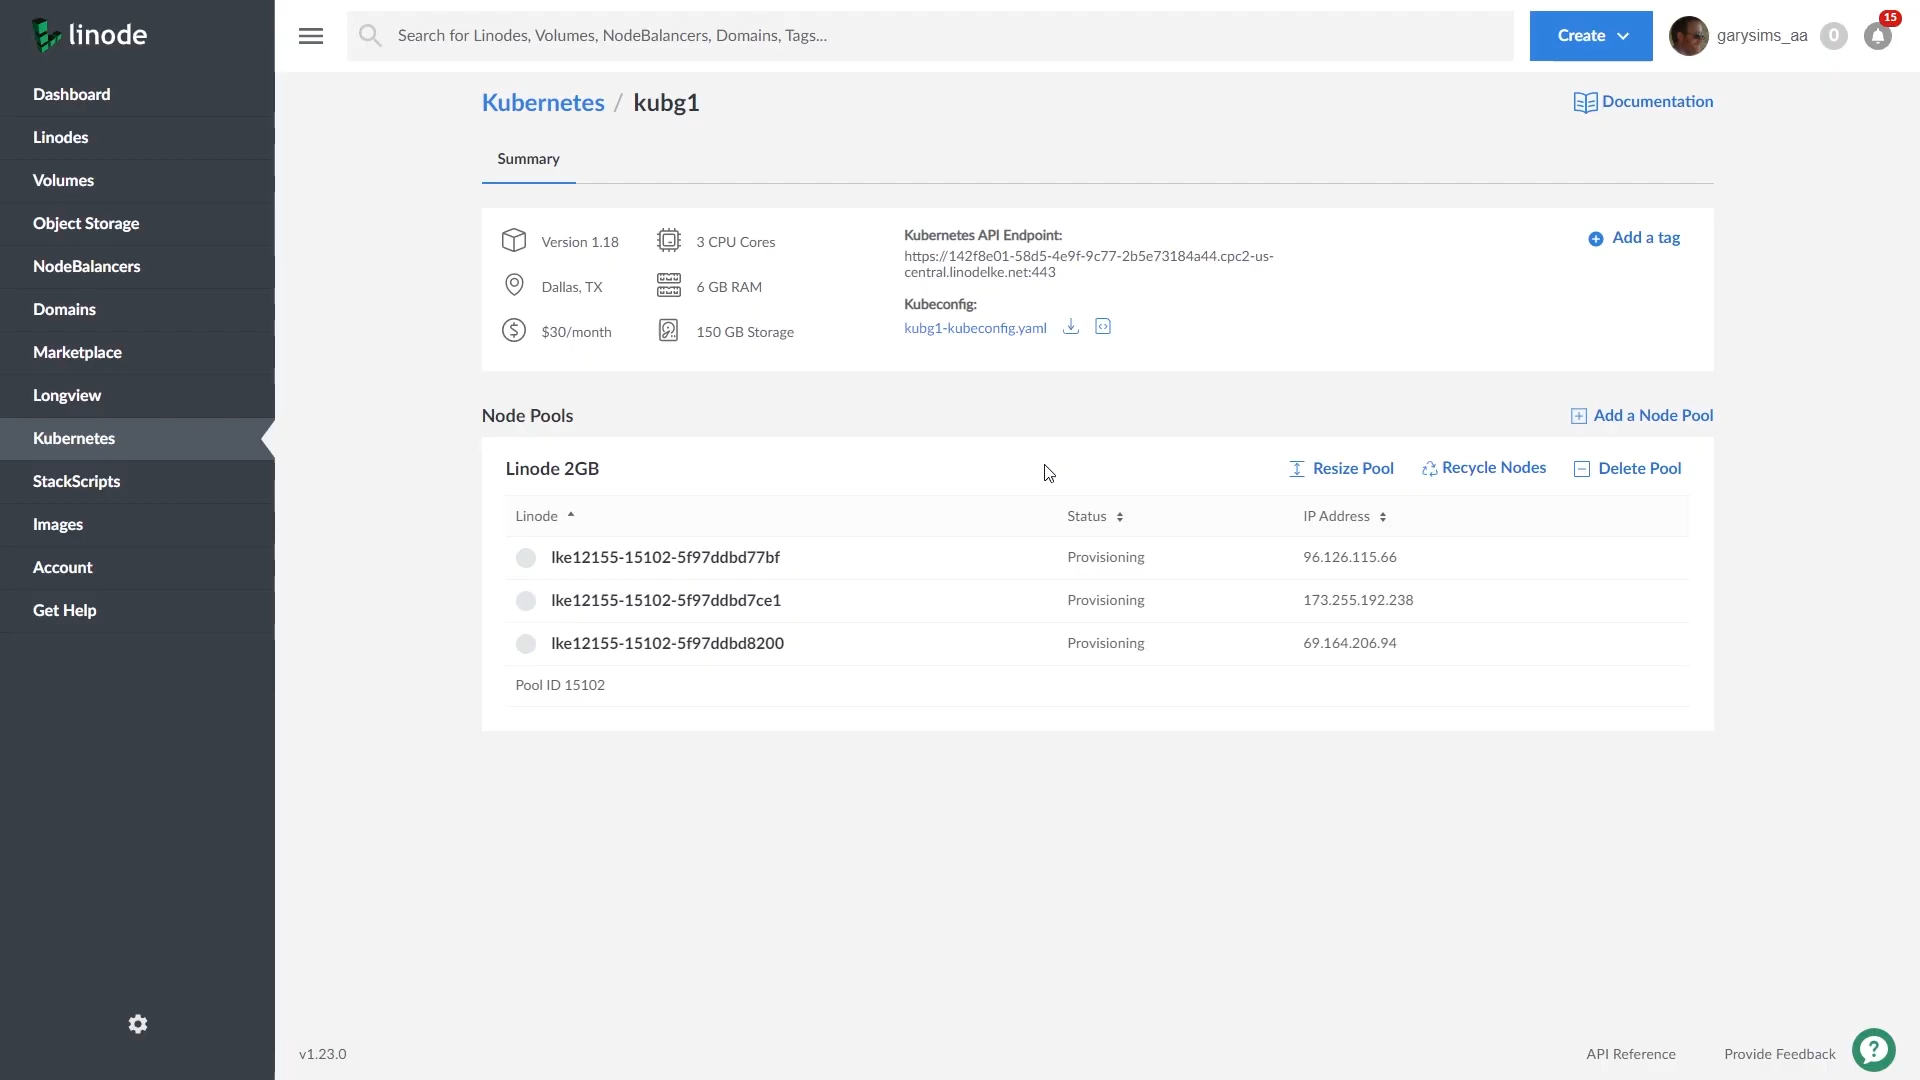 linode
Search for Linodes, Volumes, NodeBalancers, Domains, Tags...
Create
garysims_aa
0
15
Dashboard
Linodes
Volumes
Object Storage
NodeBalancers
Domains
Marketplace
Longview
Kubernetes
StackScripts
Images
Account
Get Help
Kubernetes / kubg1
Documentation
Summary
Version 1.18
3 CPU Cores
Dallas, TX
6 GB RAM
$30/month
150 GB Storage
Kubernetes API Endpoint:
https://142f8e01-58d5-4e9f-9c77-2b5e73184a44.cpc2-us-
central.linodelke.net:443
Kubeconfig:
kubg1-kubeconfig.yaml
Add a tag
Node Pools
Add a Node Pool
Linode 2GB
Resize Pool
Recycle Nodes
Delete Pool
Linode Status IP Address
lke12155-15102-5f97ddbd77bf Provisioning 96.126.115.66
lke12155-15102-5f97ddbd7ce1 Provisioning 173.255.192.238
lke12155-15102-5f97ddbd8200 Provisioning 69.164.206.94
Pool ID 15102
v1.23.0
API Reference
Provide Feedback